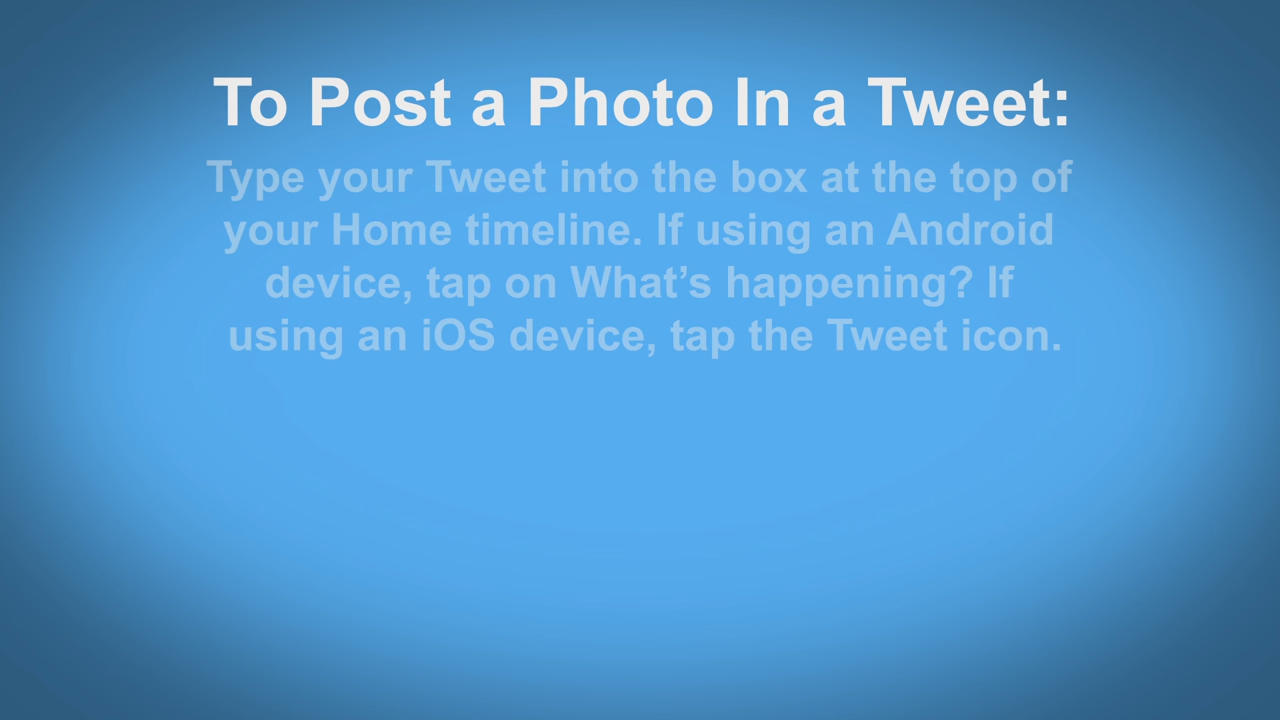 To Post a Photo In a Tweet:
Type your Tweet into the box at the top of
your Home timeline. If using an Android
device, tap on What’s happening? If
using an iOS device, tap the Tweet icon.